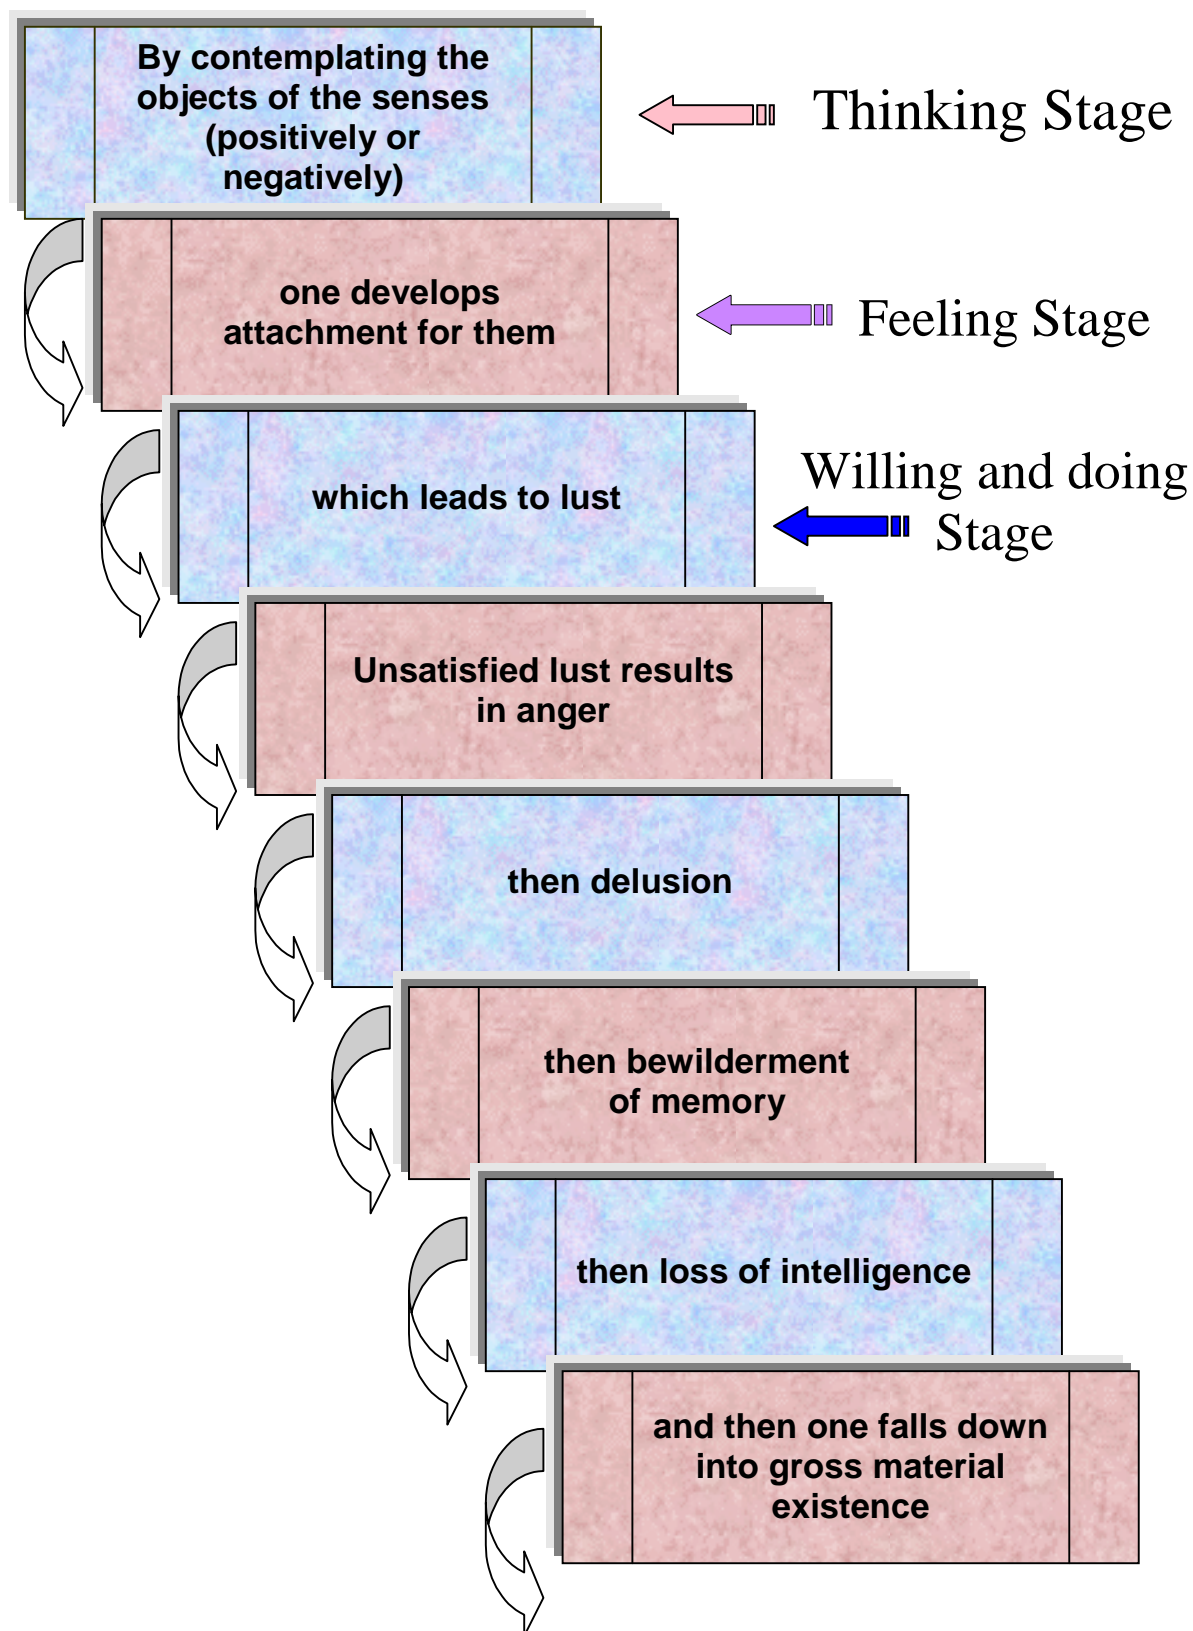 By contemplating the
objects of the senses
(positively or
negatively)
Thinking Stage
one develops
attachment for them
Feeling Stage
which leads to lust
Willing and doing
Stage
Unsatisfied lust results
in anger
then delusion
then bewilderment
of memory
then loss of intelligence
and then one falls down
into gross material
existence